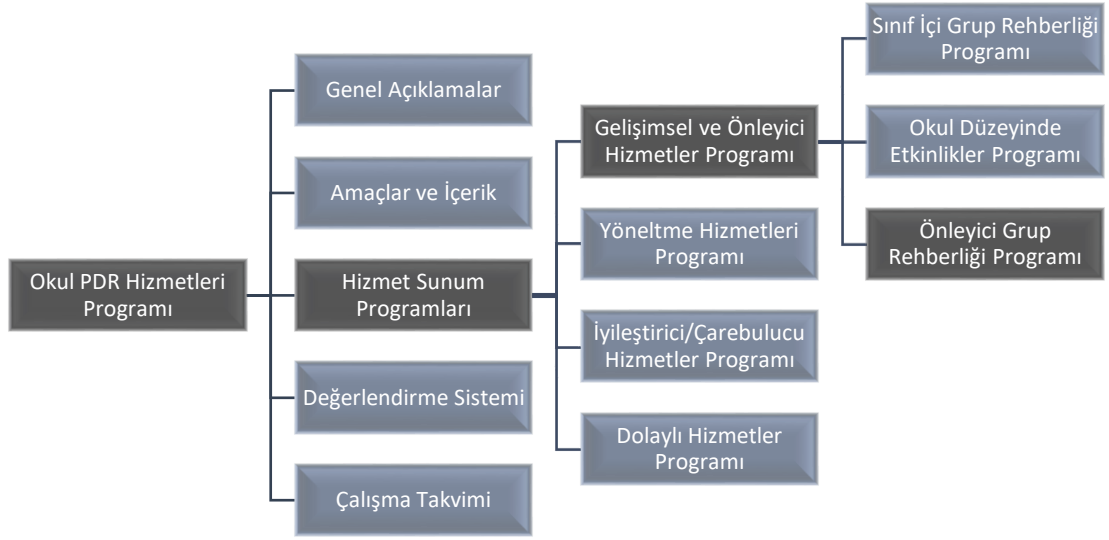 Okul PDR Hizmetleri
Programı
Genel Açıklamalar
Amaçlar ve İçerik
Hizmet Sunum
Programları
Değerlendirme Sistemi
Çalışma Takvimi
Gelişimsel ve Önleyici
Hizmetler Programı
Yöneltme Hizmetleri
Programı
İyileştirici/Çarebulucu
Hizmetler Programı
Dolaylı Hizmetler
Programı
Sınıf İçi Grup Rehberliği
Programı
Okul Düzeyinde
Etkinlikler Programı
Önleyici Grup
Rehberliği Programı